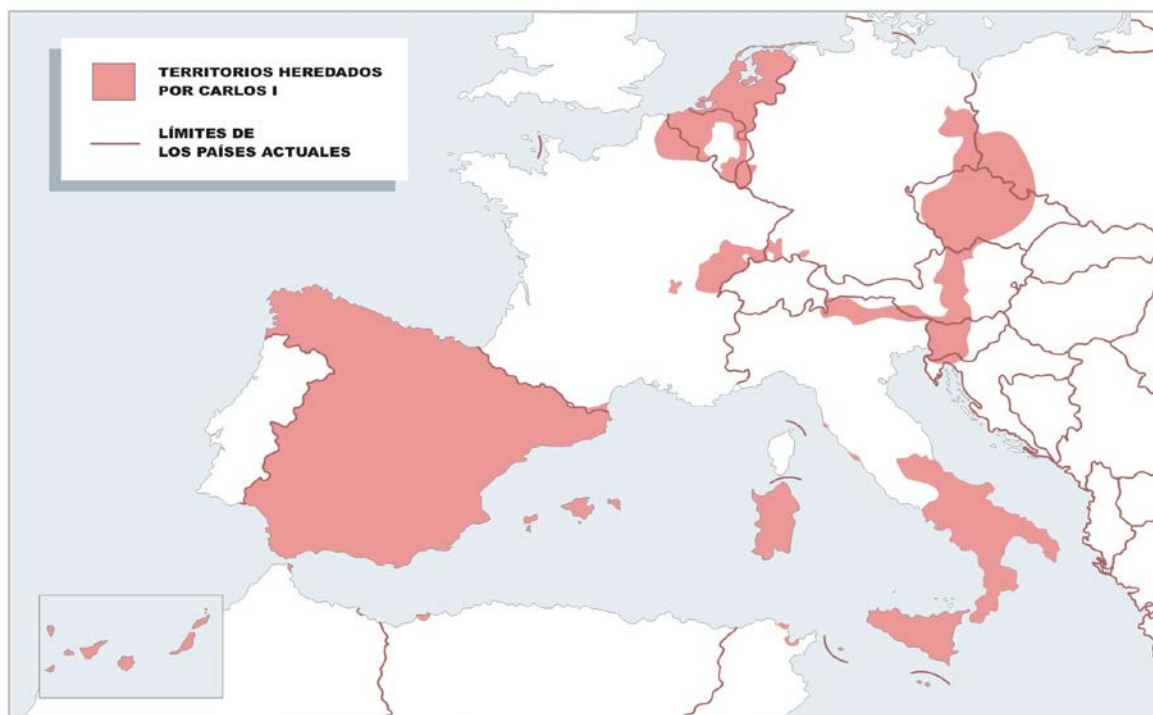 TERRITORIOS HEREDADOS
POR CARLOS I
LÍMITES DE
LOS PAÍSES ACTUALES